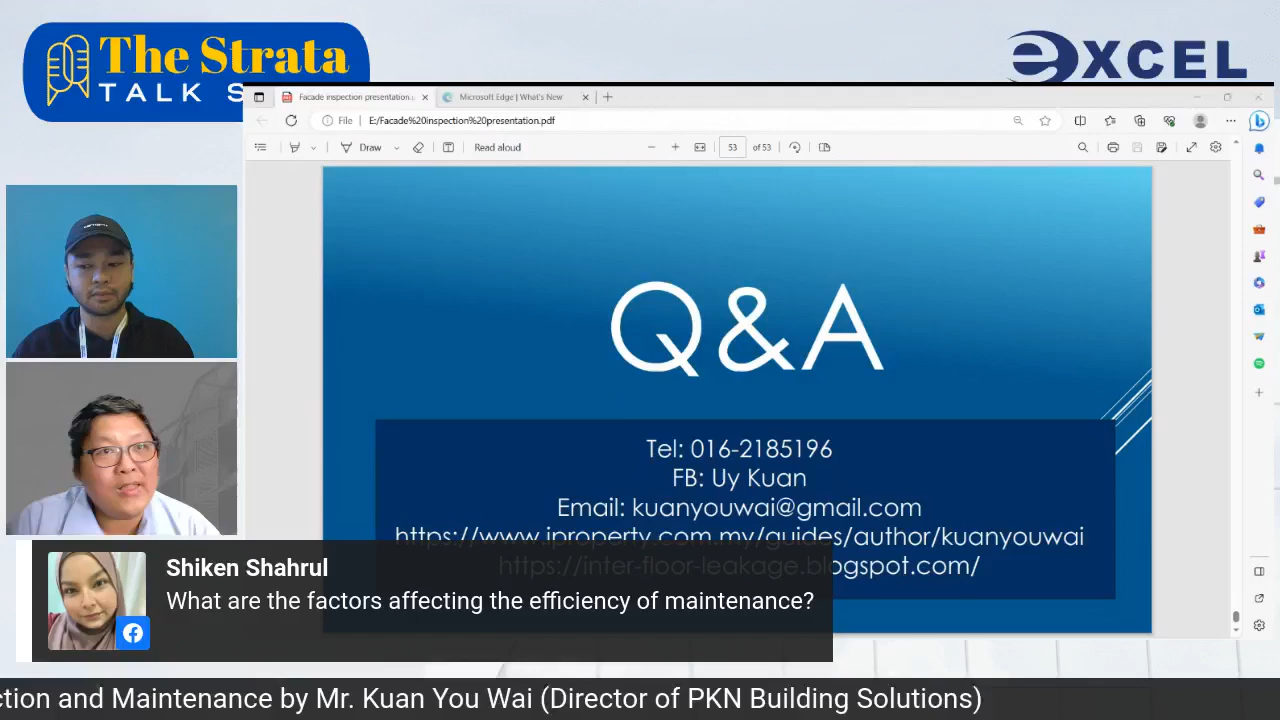 The Strata
TALK S
EXCEL
Facade inspection presentation.
Microsoft Edge | What's New
File
E:/Facade%20inspection%20presentation.pdf
Draw
Read aloud
53
of 53
Q&A
Tel: 016-2185196
FB: Uy Kuan
Email: kuanyouwai@gmail.com
https://www.iproperty.com.my/guides/author/kuanyouwai
https://inter-floor-leakage.blogspot.com/
Shiken Shahrul
What are the factors affecting the efficiency of maintenance?
ction and Maintenance by Mr. Kuan You Wai (Director of PKN Building Solutions)